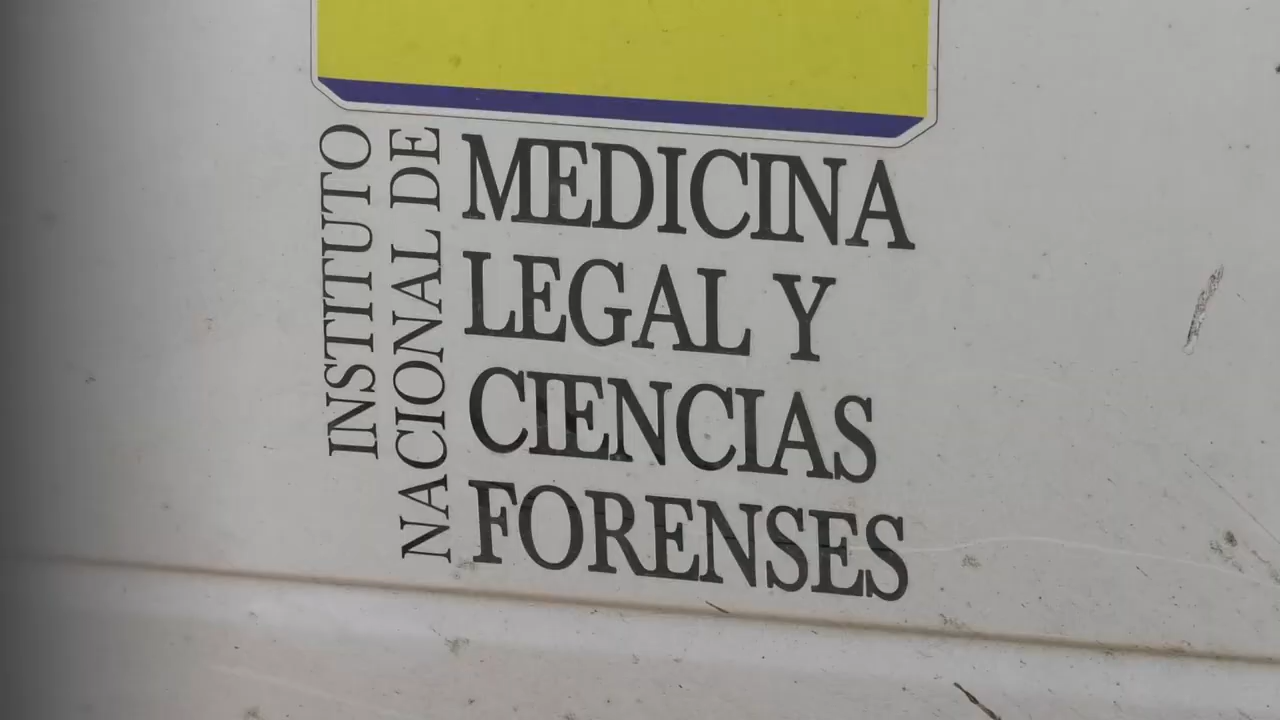 INSTITUTO
NACIONAL DE
MEDICINA
LEGAL Y
CIENCIAS
FORENSES